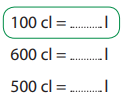 100 cl = ...........l
600 cl = ...........l
500 cl = ...........l